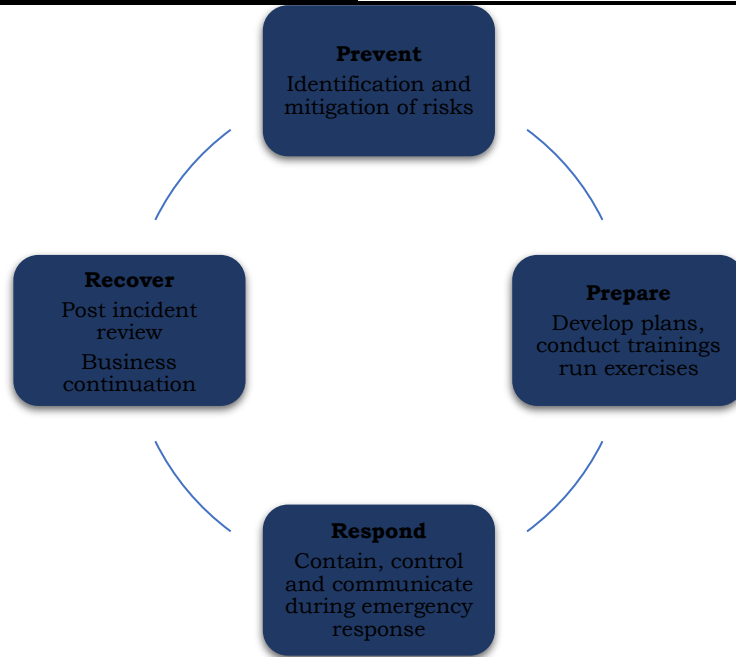 Prevent
Identification and
mitigation of risks
Recover
Post incident
review
Business
continuation
Prepare
Develop plans,
conduct trainings
run exercises
Respond
Contain, control
and communicate
during emergency
response